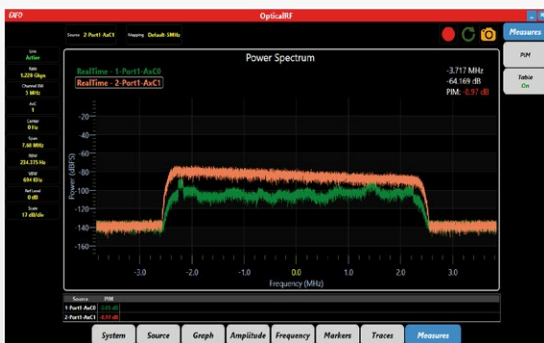 EXFO
OpticalRF
Source 2-Port1-AxC1 Mapping Default-5MHz
Measures
PIM
Table
On
Link
Active
Rate
1.228 Gbps
Channel BW
5 MHz
AxC
1
Center
0 Hz
Span
7.68 MHz
RBW
234.375 Hz
VBW
694 KHz
Ref Level
0 dB
Scale
17 dB/div
Power Spectrum
RealTime - 1-Port1-AxC0
RealTime - 2-Port1-AxC1
-3.717 MHz
-64.169 dB
PIM: -0.97 dB
Power (dBFS)
-20
-40
-60
-80
-100
-120
-140
-160
-3.0 -2.0 -1.0 0.0 1.0 2.0 3.0
Frequency (MHz)
Source PIM
1-Port1-AxC0
2-Port1-AxC1 -0.97 dB
System Source Graph Amplitude Frequency Markers Traces Measures